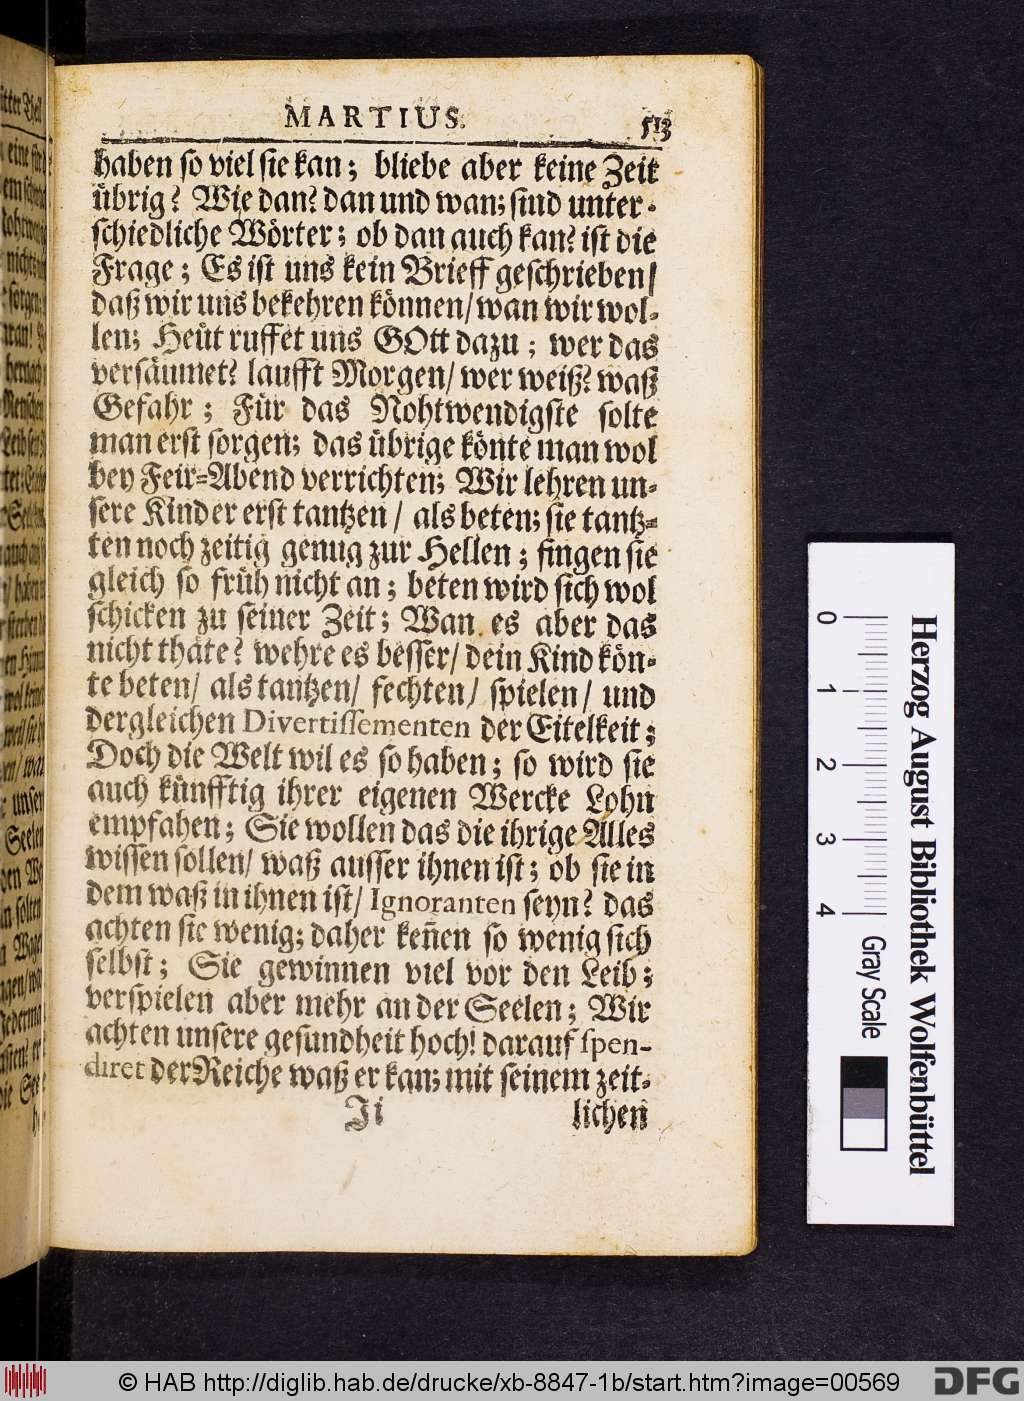 MARTIUS. 513
haben so viel sie kan; bliebe aber keine Zeit
übrig? Wie dan? dan und wan; sind unter-
schiedliche Wörter; ob dan auch kan? ist die
Frage; Es ist uns kein Brieff geschrieben/
daß wir uns bekehren können/ wan wir wol-
len; Heüt ruffet uns GOtt dazu; wer das
versäumet? laufft Morgen/ wer weiß? waß
Gefahr; Für das Nohtwendigste solte
man erst sorgen; das übrige könte man wol
bey Feir-Abend verrichten; Wir lehren un-
sere Kinder erst tantzen/ als beten; sie tantz-
ten noch zeitig genug zur Hellen; fingen sie
gleich so früh nicht an; beten wird sich wol
schicken zu seiner Zeit; Wan es aber das
nicht thäte? wehre es besser/ dein Kind kön-
te beten/ als tantzen/ fechten/ spielen/ und
dergleichen Divertissementen der Eitelkeit;
Doch die Welt wil es so haben; so wird sie
auch künfftig ihrer eigenen Wercke Lohn
empfahen; Sie wollen das die ihrige Alles
wissen sollen/ waß ausser ihnen ist; ob sie in
dem waß in ihnen ist/ Ignoranten seyn? das
achten sie wenig; daher keñen so wenig sich
selbst; Sie gewinnen viel vor den Leib;
verspielen aber mehr an der Seelen; Wir
achten unsere gesundheit hoch! darauf spen-
diret der Reiche waß er kan; mit seinem zeit-
Ji lichen
Herzog August Bibliothek Wolfenbüttel
0 1 2 3 4 Gray Scale
© HAB http://diglib.hab.de/drucke/xb-8847-1b/start.htm?image=00569
DFG